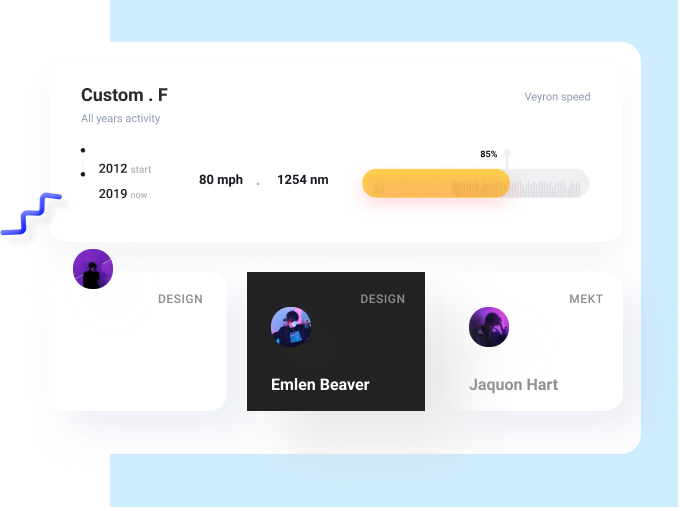 Custom . F
Veyron speed
All years activity
85%
2012 start
80 mph . 1254 nm
2019 now
DESIGN
DESIGN
MEKT
Emlen Beaver
Jaquon Hart